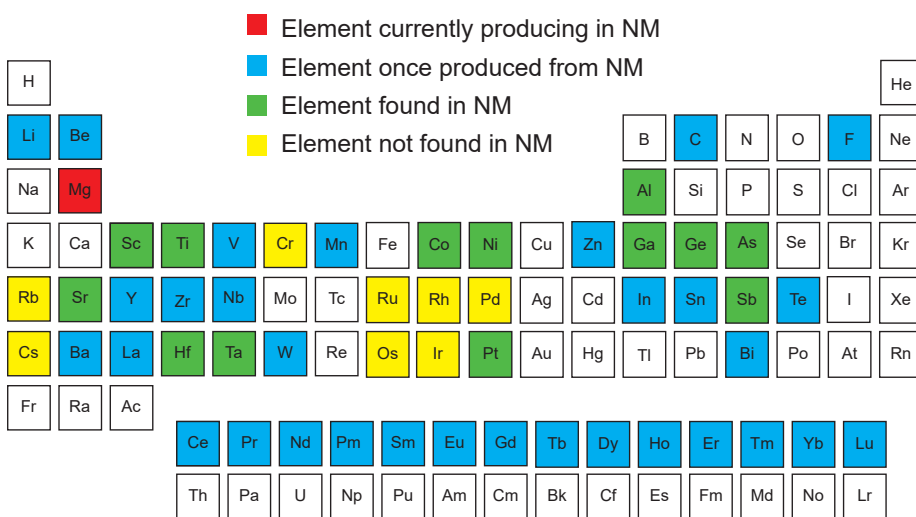 Element currently producing in NM
Element once produced from NM
Element found in NM
Element not found in NM
H He
Li Be B C N O F Ne
Na Mg Al Si P S Cl Ar
K Ca Sc Ti V Cr Mn Fe Co Ni Cu Zn Ga Ge As Se Br Kr
Rb Sr Y Zr Nb Mo Tc Ru Rh Pd Ag Cd In Sn Sb Te I Xe
Cs Ba La Hf Ta W Re Os Ir Pt Au Hg Tl Pb Bi Po At Rn
Fr Ra Ac
Ce Pr Nd Pm Sm Eu Gd Tb Dy Ho Er Tm Yb Lu
Th Pa U Np Pu Am Cm Bk Cf Es Fm Md No Lr